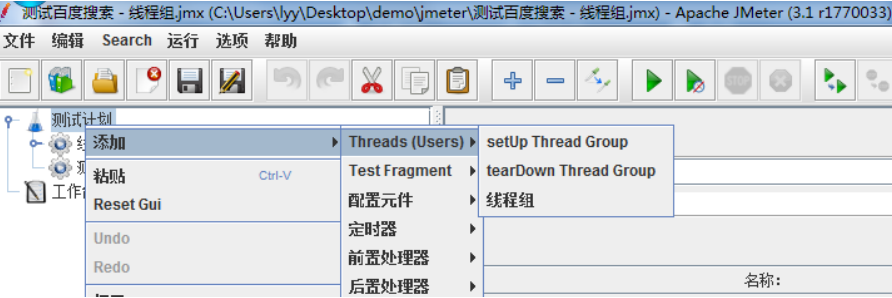 测试百度搜索 - 线程组.jmx (C:\Users\lyy\Desktop\demo\jmeter\测试百度搜索 - 线程组.jmx) - Apache JMeter (3.1 r1770033)
文件 编辑 Search 运行 选项 帮助
STOP
测试计划
添加 Threads (Users) setUp Thread Group
粘贴 Ctrl-V Test Fragment tearDown Thread Group
Reset Gui 配置元件 线程组
工作
Undo 定时器
Redo 前置处理器
后置处理器
名称: